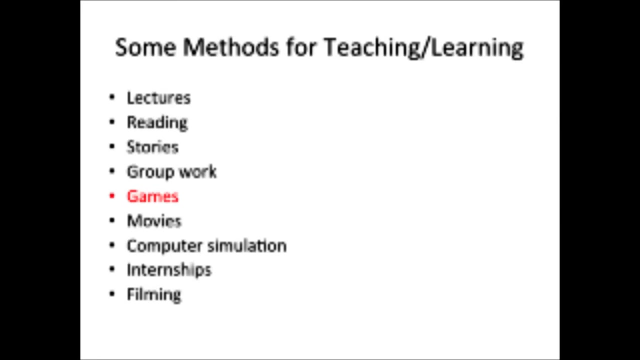 Some Methods for Teaching/Learning
• Lectures
• Reading
• Stories
• Group work
• Games
• Movies
• Computer simulation
• Internships
• Filming